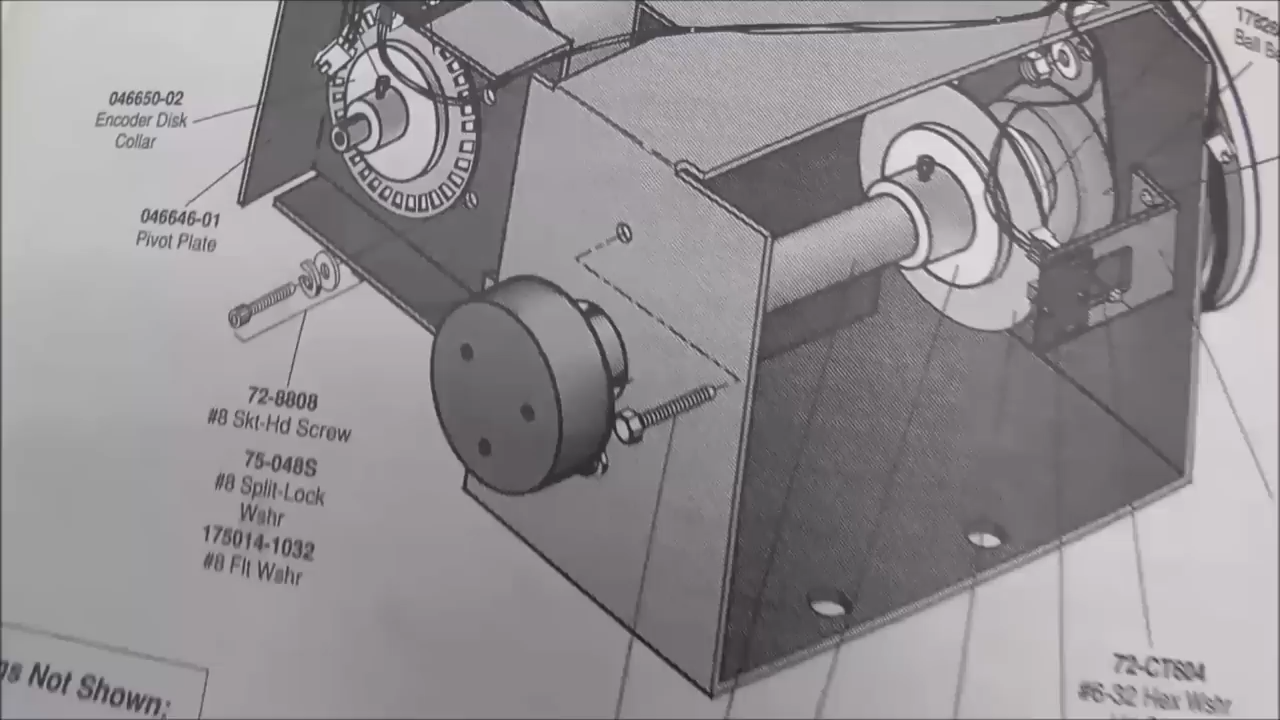 046650-02
Encoder Disk
Collar
046646-01
Pivot Plate
72-8808
#8 Skt-Hd Screw
75-048S
#8 Split-Lock
Wshr
175014-1032
#8 Flt Wshr
Not Shown:
Ball
72-CT604
#6-32 Hex Wshr